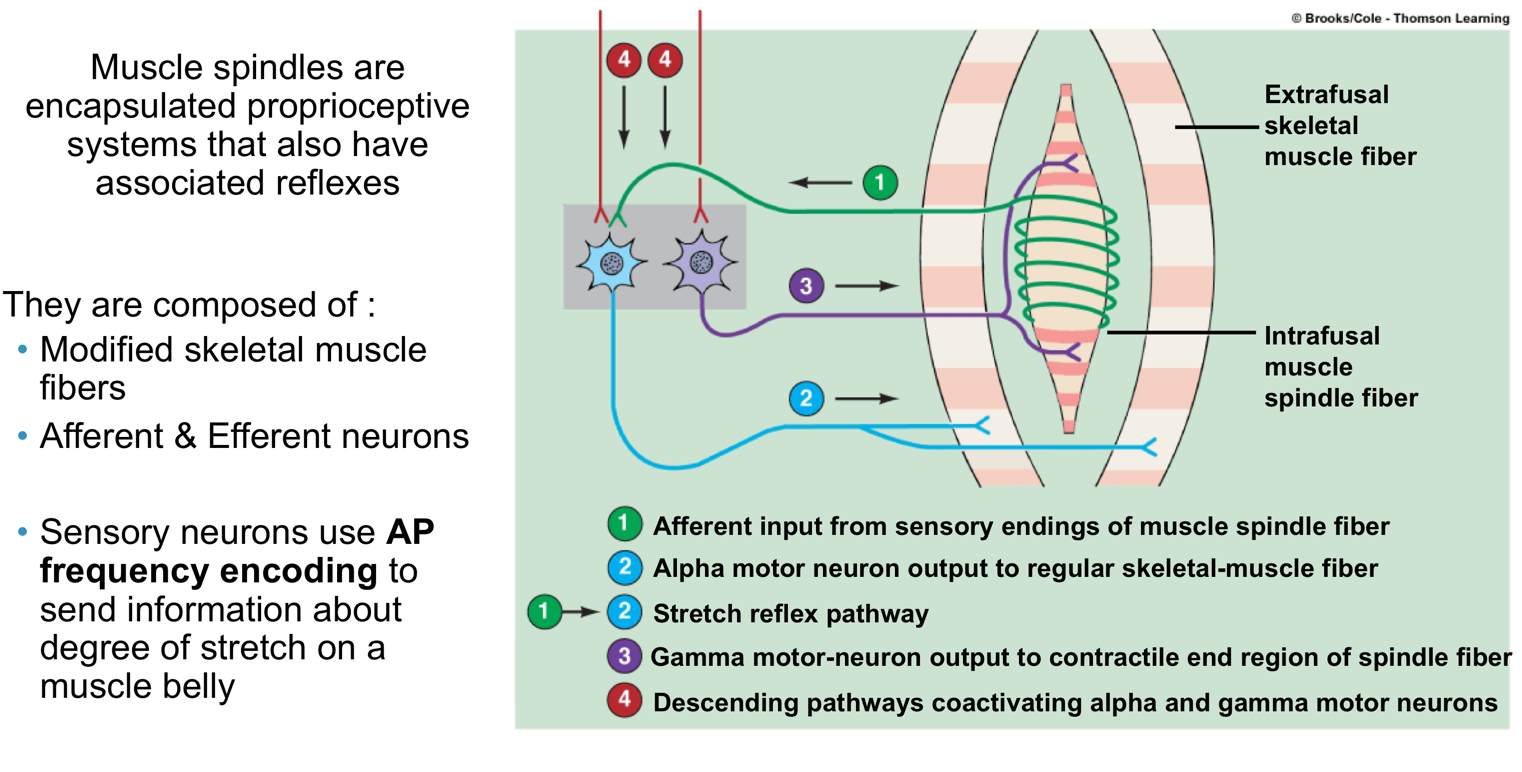 © Brooks/Cole - Thomson Learning
Muscle spindles are
encapsulated proprioceptive
systems that also have
associated reflexes
They are composed of :
• Modified skeletal muscle
fibers
• Afferent & Efferent neurons
• Sensory neurons use AP
frequency encoding to
send information about
degree of stretch on a
muscle belly
4 4
1
3
2
Extrafusal
skeletal
muscle fiber
Intrafusal
muscle
spindle fiber
1 Afferent input from sensory endings of muscle spindle fiber
2 Alpha motor neuron output to regular skeletal-muscle fiber
1 2 Stretch reflex pathway
3 Gamma motor-neuron output to contractile end region of spindle fiber
4 Descending pathways coactivating alpha and gamma motor neurons